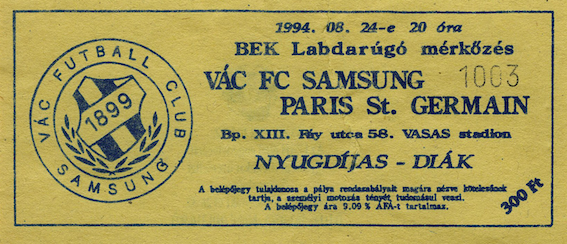 VÁC FUTBALL CLUB
1899
SAMSUNG
1994. 08. 24-e 20 óra
BEK Labdarúgó mérkőzés
VÁC FC SAMSUNG 1003
PARIS St. GERMAIN
Bp. XIII. Fáy utca 58. VASAS stadion
NYUGDÍJAS - DIÁK
A belépőjegy tulajdonosa a pálya rendszabályait magára nézve kötelesnek
tartja, a személyi motozás tényét tudomásul veszi.
A belépőjegy ára 9.09 % ÁFA-t tartalmaz.
300 Ft